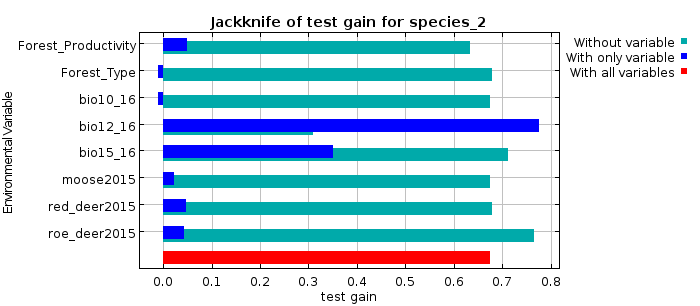 Jackknife of test gain for species_2
Without variable
With only variable
With all variables
Environmental Variable
Forest_Productivity
Forest_Type
bio10_16
bio12_16
bio15_16
moose2015
red_deer2015
roe_deer2015
0.0 0.1 0.2 0.3 0.4 0.5 0.6 0.7 0.8
test gain